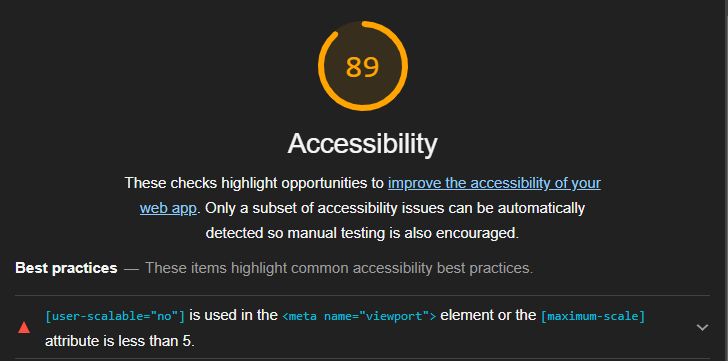 89
Accessibility
These checks highlight opportunities to improve the accessibility of your
web app. Only a subset of accessibility issues can be automatically
detected so manual testing is also encouraged.
Best practices — These items highlight common accessibility best practices.
[user-scalable="no"] is used in the <meta name="viewport"> element or the [maximum-scale]
attribute is less than 5.